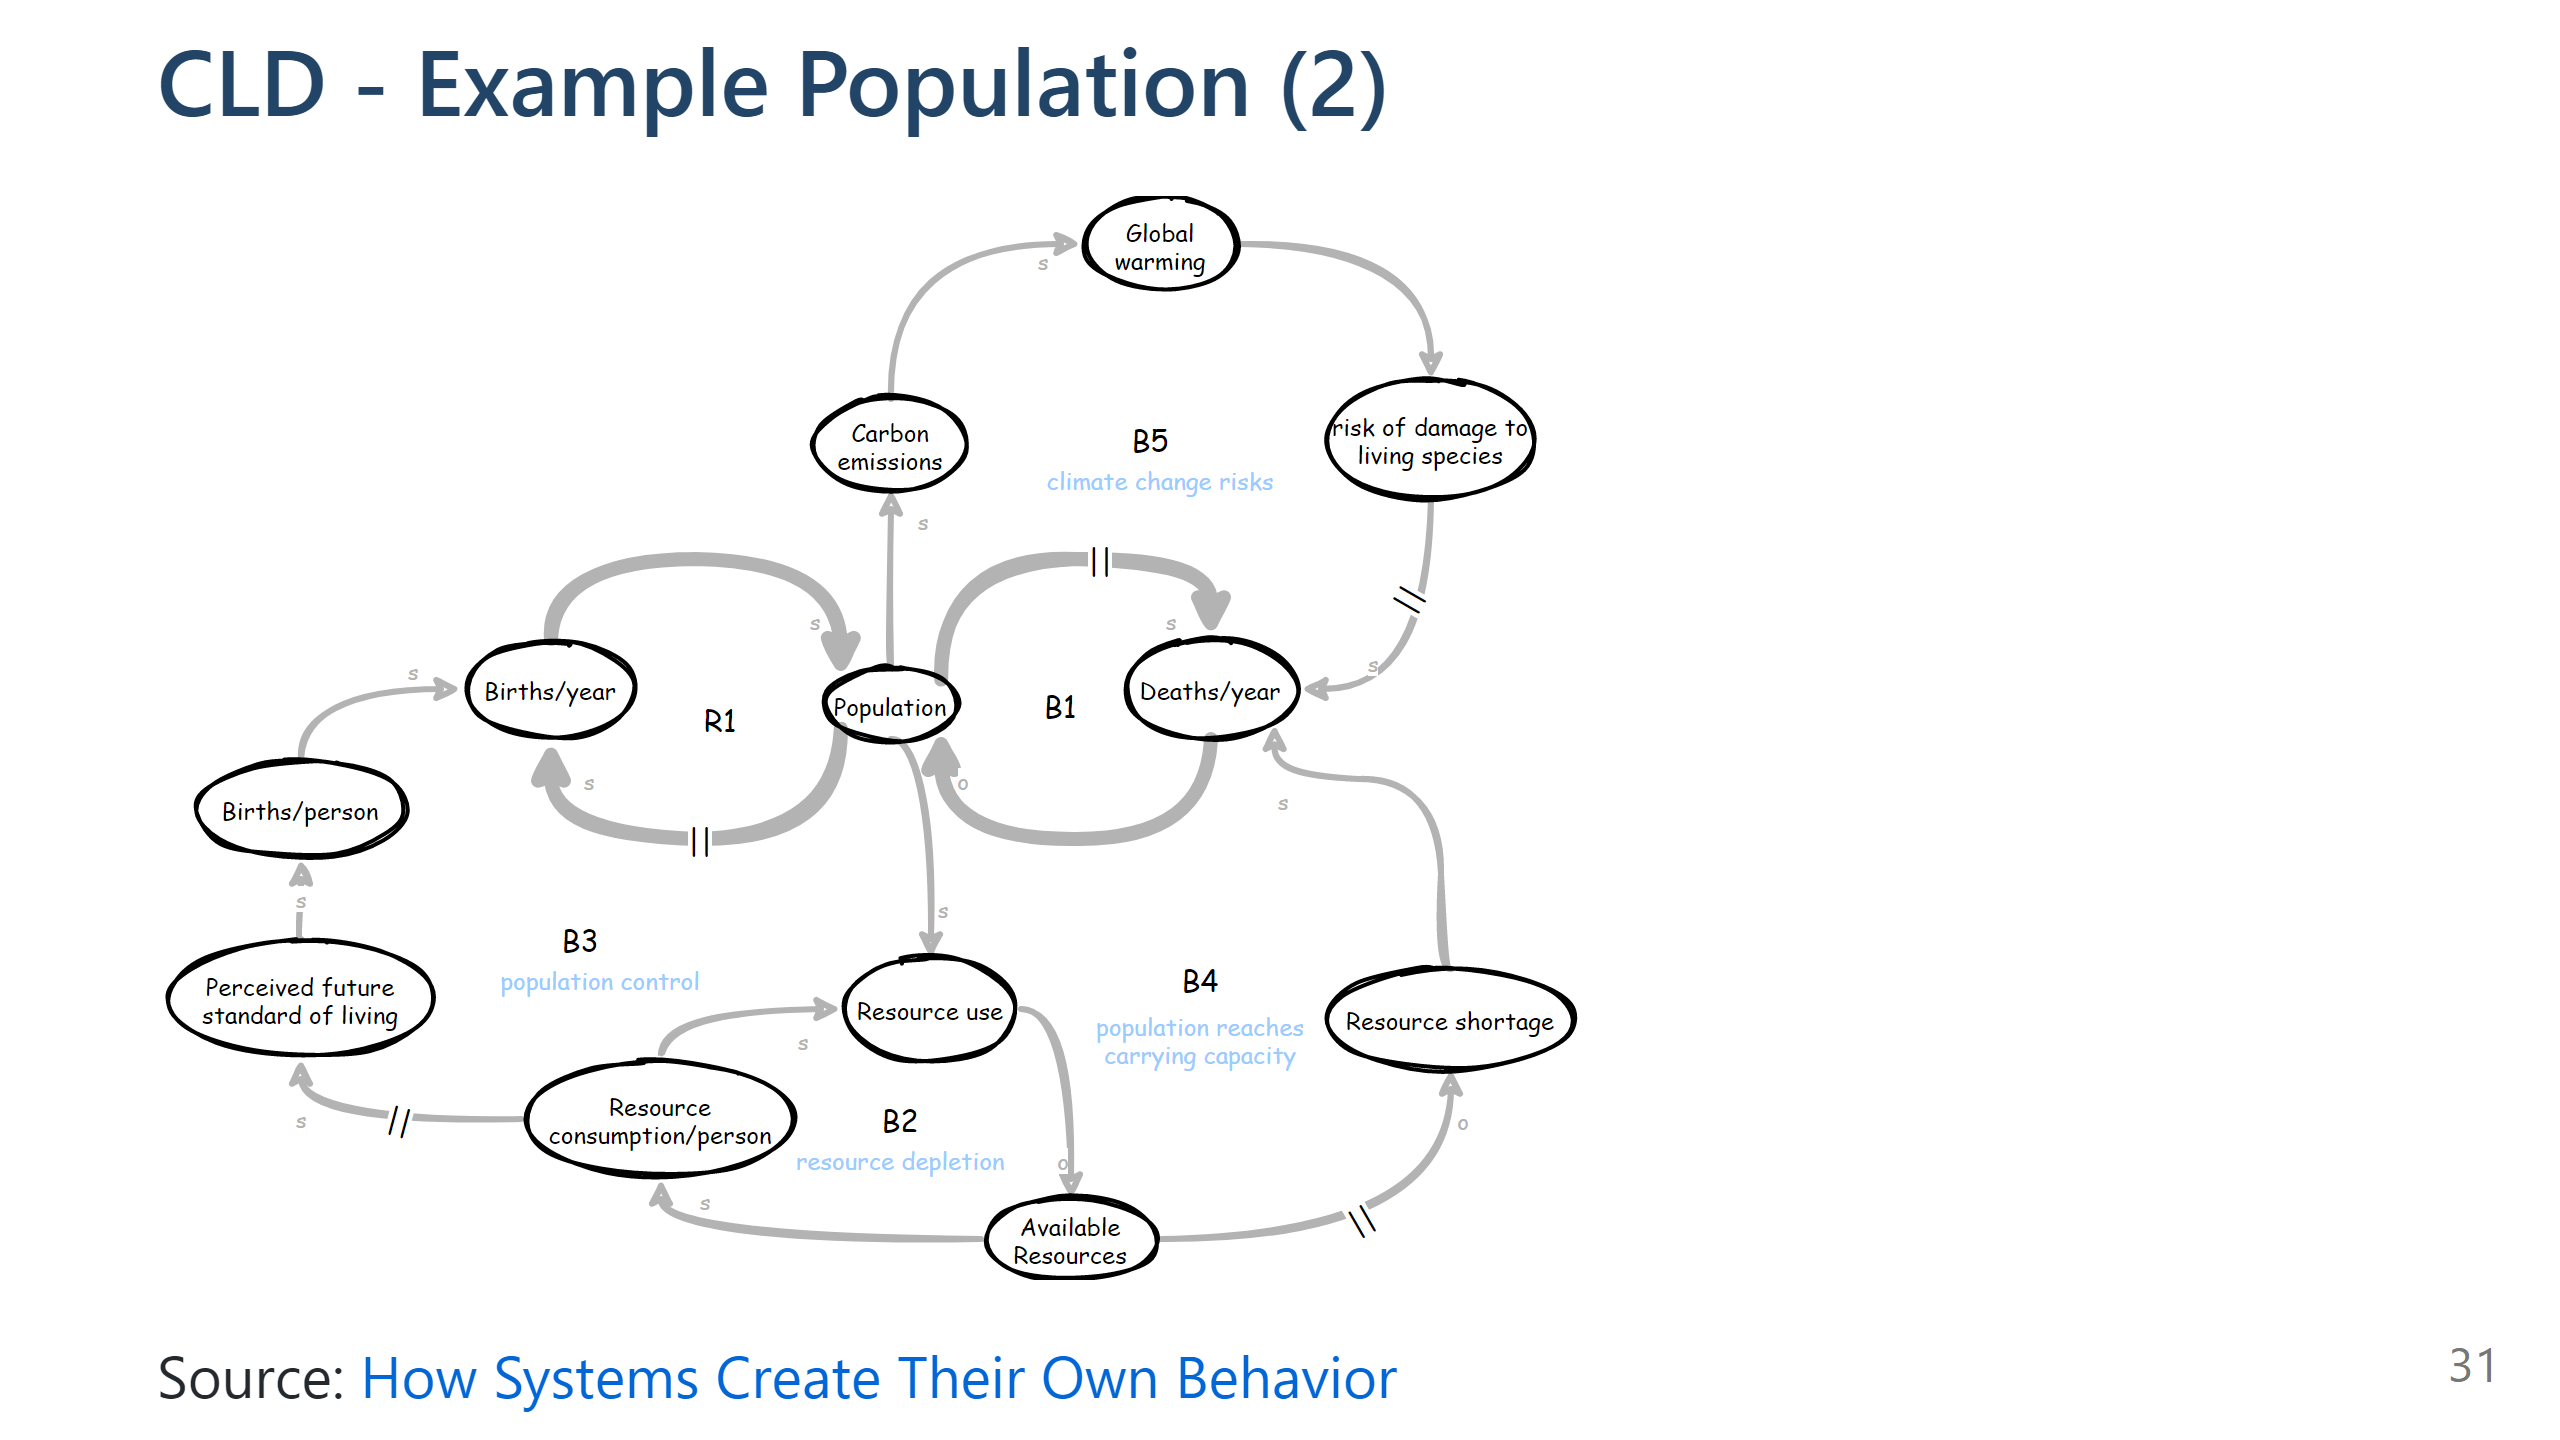 CLD - Example Population (2)
Global
warming
s
Carbon
emissions
B5
climate change risks
risk of damage to
living species
s
||
//
s
s
s
s
Births/year
R1
Population
B1
Deaths/year
Births/person
s
o
s
||
s
s
B3
population control
Perceived future
standard of living
Resource use
B4
population reaches
carrying capacity
Resource shortage
s
Resource
consumption/person
B2
resource depletion
s
//
o
o
s
//
Available
Resources
Source: How Systems Create Their Own Behavior
31